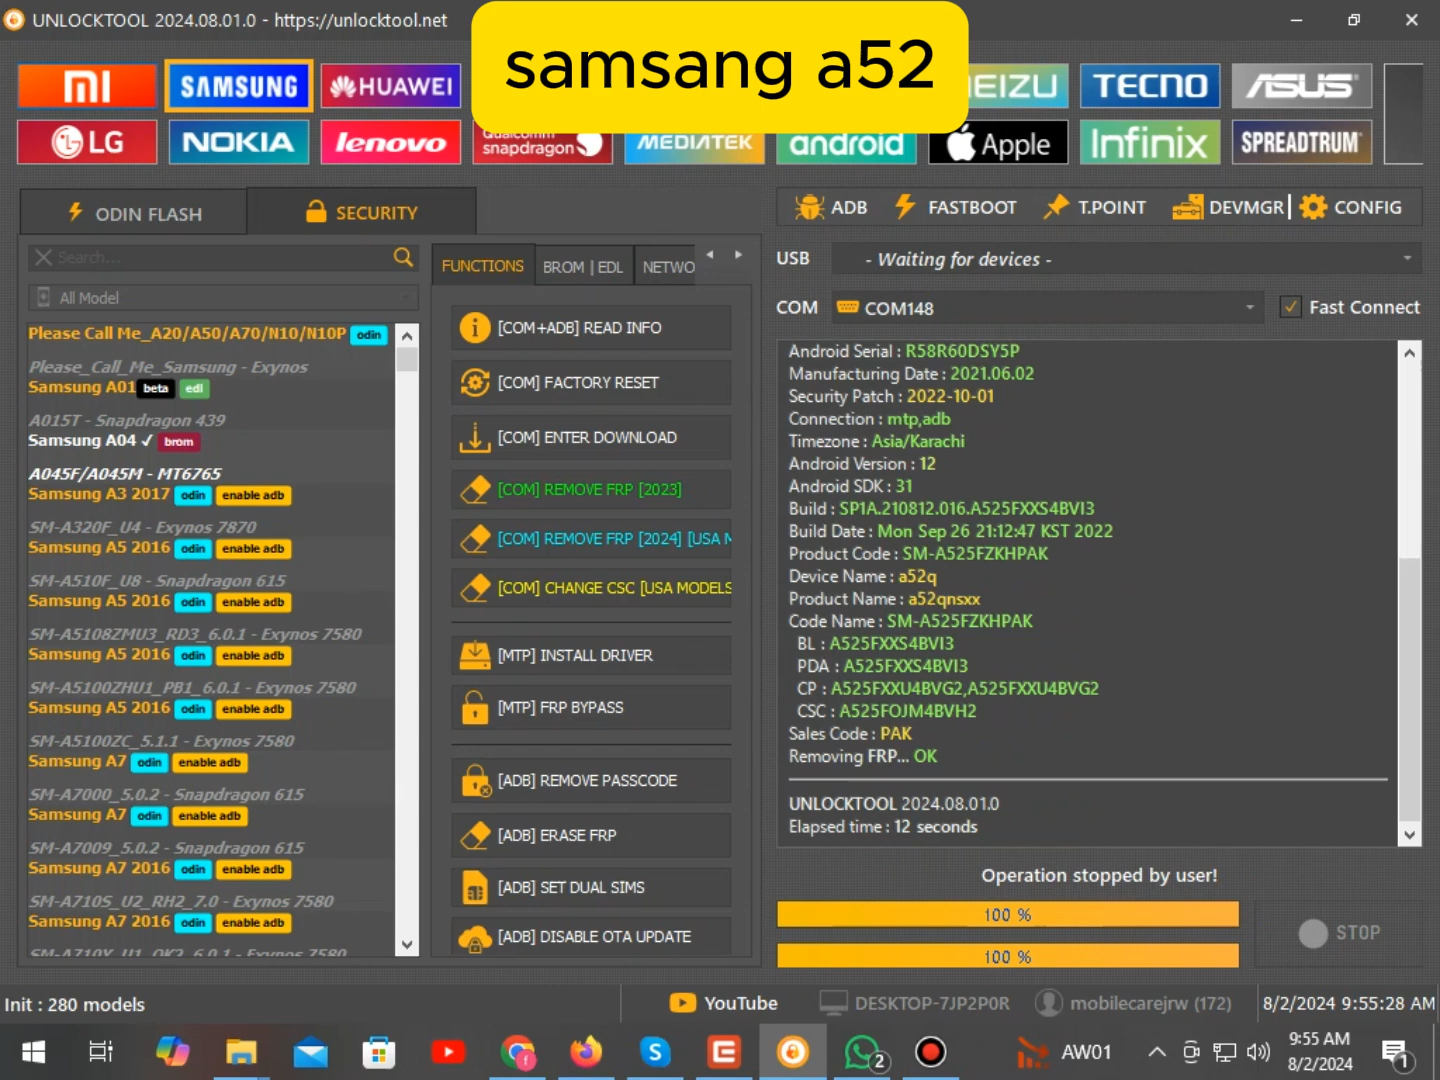 UNLOCKTOOL 2024.08.01.0 - https://unlocktool.net
samsang a52
SAMSUNG
HUAWEI
EIZU
TECNO
ASUS
LG
NOKIA
lenovo
Qualcomm
snapdragon
MEDIATEK
android
Apple
Infinix
SPREADTRUM
ODIN FLASH
SECURITY
ADB
FASTBOOT
T.POINT
DEVMGR
CONFIG
Search...
All Model
Please Call Me_A20/A50/A70/N10/N10P odin
Please_Call_Me_Samsung - Exynos
Samsung A01 beta edl
A015T - Snapdragon 439
Samsung A04 ✓ brom
A045F/A045M - MT6765
Samsung A3 2017 odin enable adb
SM-A320F_U4 - Exynos 7870
Samsung A5 2016 odin enable adb
SM-A510F_U8 - Snapdragon 615
Samsung A5 2016 odin enable adb
SM-A5108ZMU3_RD3_6.0.1 - Exynos 7580
Samsung A5 2016 odin enable adb
SM-A5100ZHU1_PB1_6.0.1 - Exynos 7580
Samsung A5 2016 odin enable adb
SM-A5100ZC_5.1.1 - Exynos 7580
Samsung A7 odin enable adb
SM-A7000_5.0.2 - Snapdragon 615
Samsung A7 odin enable adb
SM-A7009_5.0.2 - Snapdragon 615
Samsung A7 2016 odin enable adb
SM-A710S_U2_RH2_7.0 - Exynos 7580
Samsung A7 2016 odin enable adb
SM-A710Y_U1_OK2_6.0.1 - Exynos 7580
FUNCTIONS
BROM | EDL
NETWO
[COM+ADB] READ INFO
[COM] FACTORY RESET
[COM] ENTER DOWNLOAD
[COM] REMOVE FRP [2023]
[COM] REMOVE FRP [2024] [USA M
[COM] CHANGE CSC [USA MODELS
[MTP] INSTALL DRIVER
[MTP] FRP BYPASS
[ADB] REMOVE PASSCODE
[ADB] ERASE FRP
[ADB] SET DUAL SIMS
[ADB] DISABLE OTA UPDATE
USB - Waiting for devices -
COM COM148 Fast Connect
Android Serial : R58R60DSY5P
Manufacturing Date : 2021.06.02
Security Patch : 2022-10-01
Connection : mtp,adb
Timezone : Asia/Karachi
Android Version : 12
Android SDK : 31
Build : SP1A.210812.016.A525FXXS4BVI3
Build Date : Mon Sep 26 21:12:47 KST 2022
Product Code : SM-A525FZKHPAK
Device Name : a52q
Product Name : a52qnsxx
Code Name : SM-A525FZKHPAK
BL : A525FXXS4BVI3
PDA : A525FXXS4BVI3
CP : A525FXXU4BVG2,A525FXXU4BVG2
CSC : A525FOJM4BVH2
Sales Code : PAK
Removing FRP... OK
UNLOCKTOOL 2024.08.01.0
Elapsed time : 12 seconds
Operation stopped by user!
100 %
100 %
STOP
Init : 280 models
YouTube
DESKTOP-7JP2P0R
mobilecarejrw (172)
8/2/2024 9:55:28 AM
2
AW01
9:55 AM
8/2/2024
1